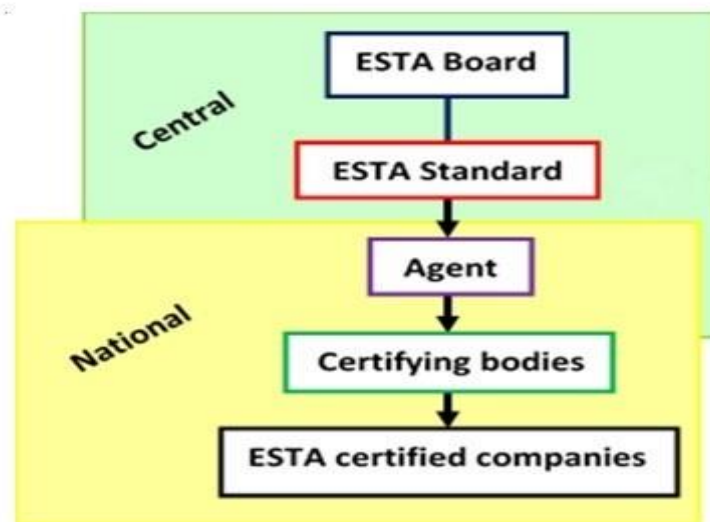 ESTA Board
Central
ESTA Standard
Agent
National
Certifying bodies
ESTA certified companies